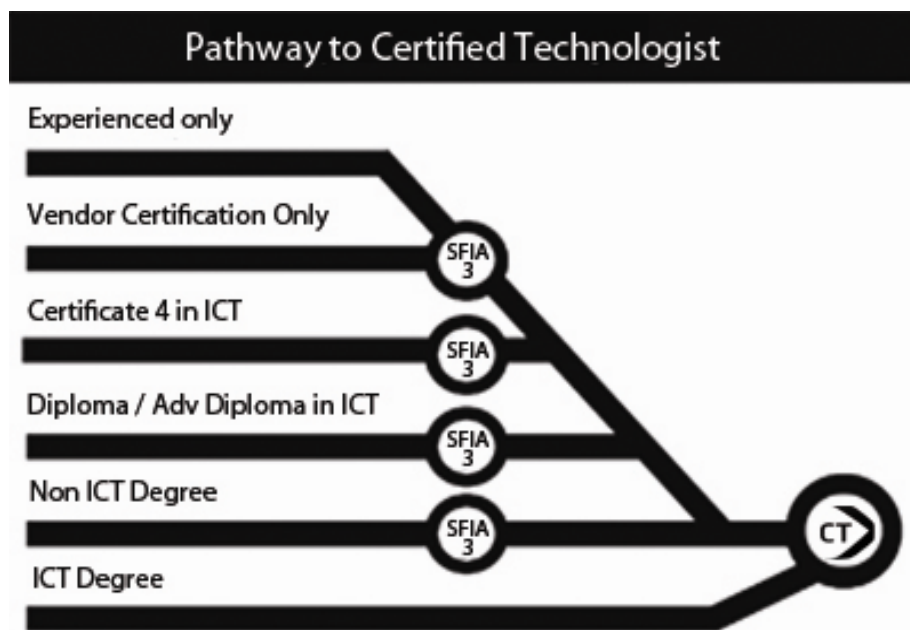 Pathway to Certified Technologist
Experienced only
Vendor Certification Only
SFIA
3
Certificate 4 in ICT
SFIA
3
Diploma / Adv Diploma in ICT
SFIA
3
Non ICT Degree
SFIA
3
CT
ICT Degree